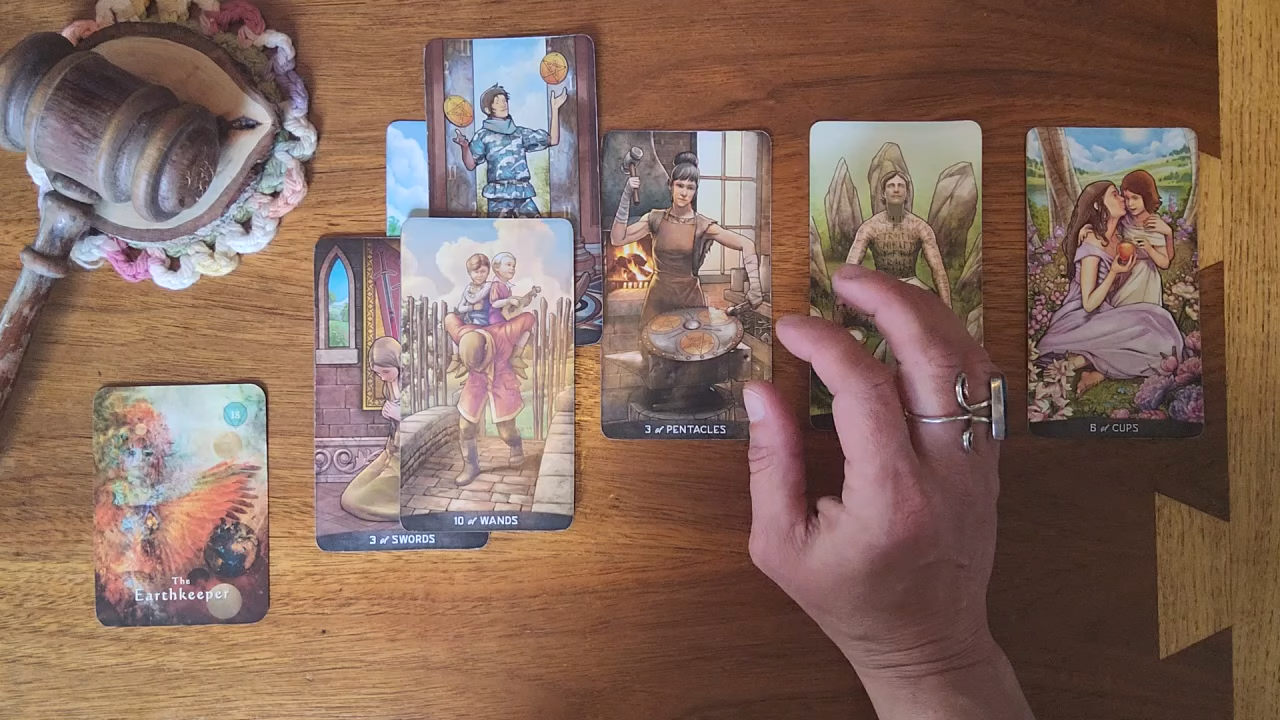 3 of PENTACLES
6 of CUPS
10 of WANDS
3 of SWORDS
18
The
Earthkeeper